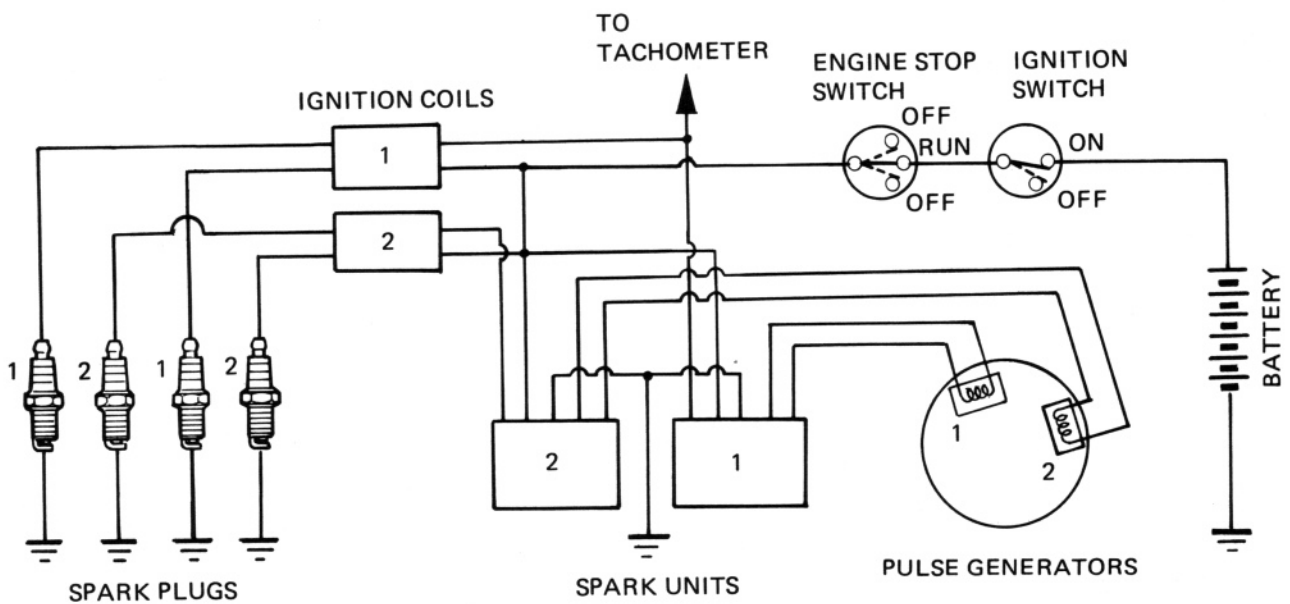 TO
TACHOMETER
ENGINE STOP
SWITCH
IGNITION
SWITCH
IGNITION COILS
OFF
RUN
OFF
ON
OFF
1
2
BATTERY
1
2
1
2
2
1
1
2
SPARK PLUGS
SPARK UNITS
PULSE GENERATORS